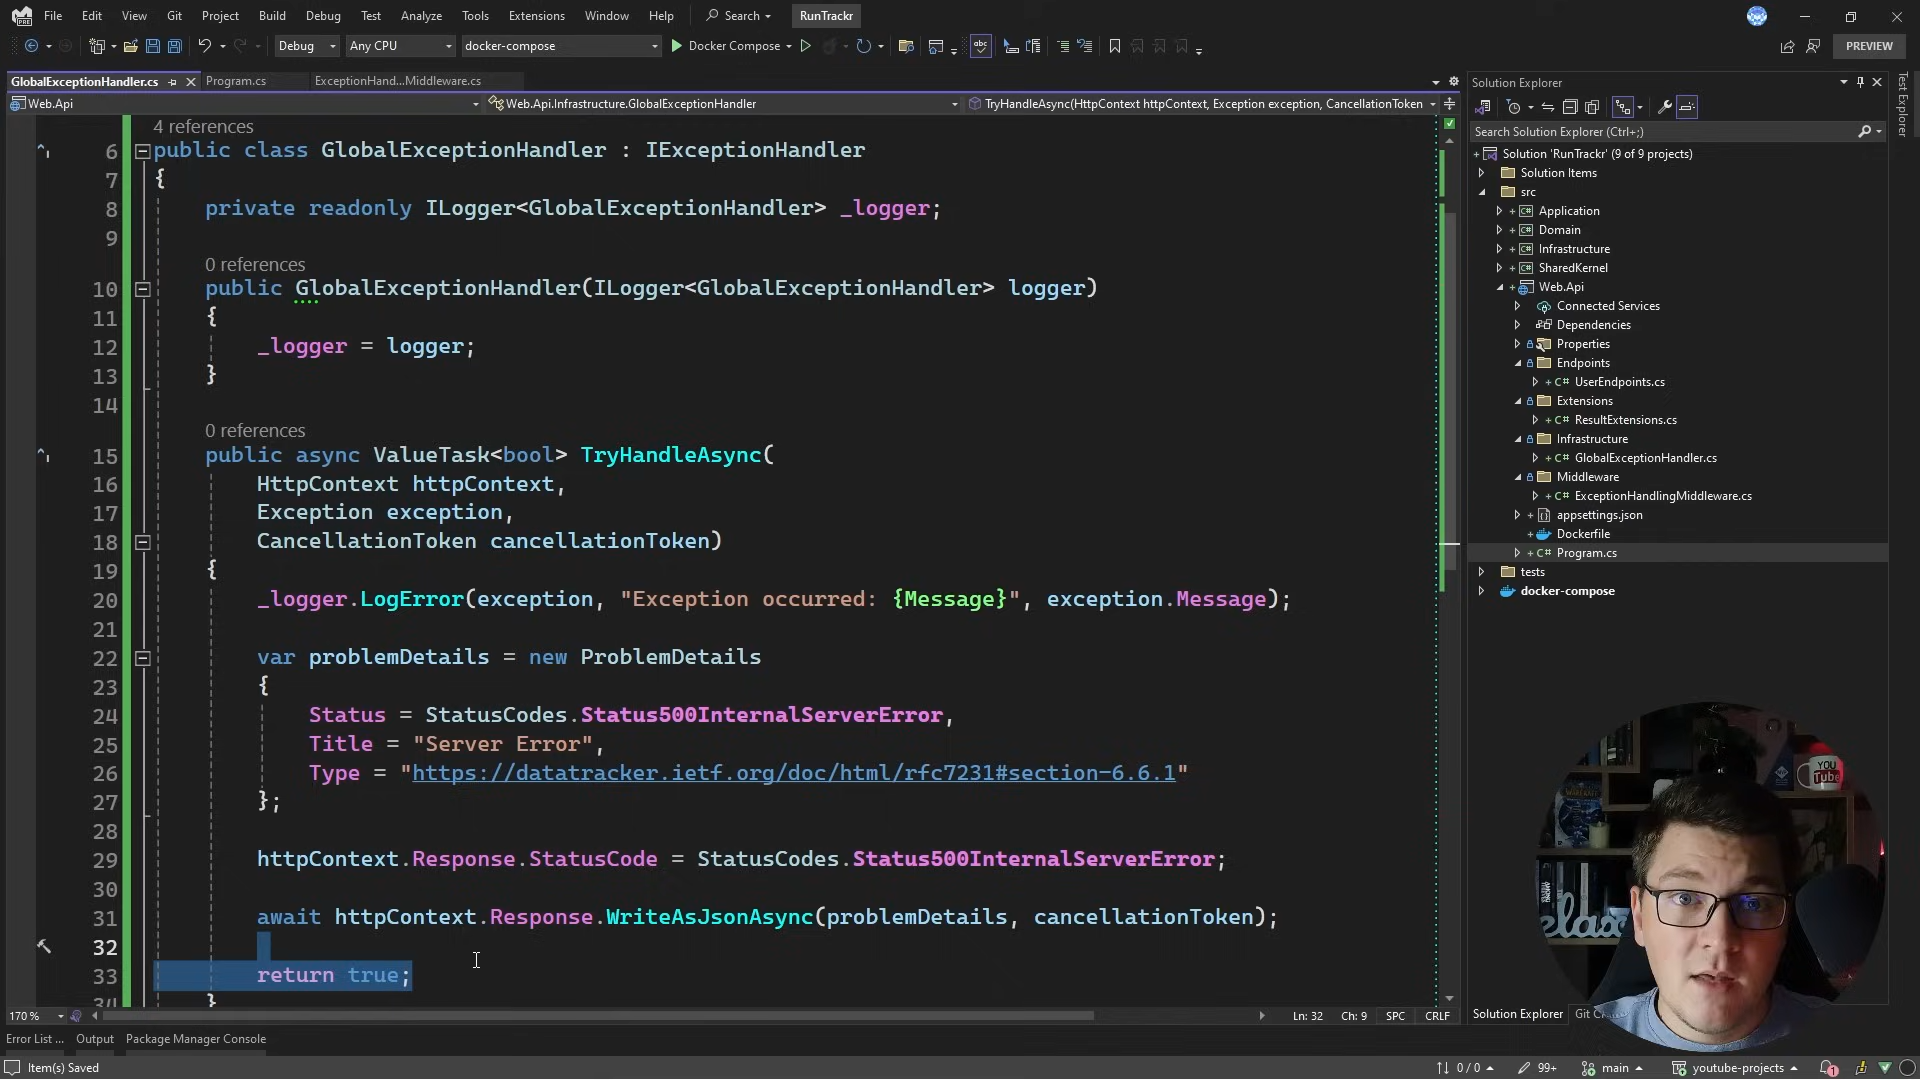 File Edit View Git Project Build Debug Test Analyze Tools Extensions Window Help Search RunTrackr
Debug Any CPU docker-compose Docker Compose PREVIEW
GlobalExceptionHandler.cs Program.cs ExceptionHand...Middleware.cs
Web.Api Web.Api.Infrastructure.GlobalExceptionHandler TryHandleAsync(HttpContext httpContext, Exception exception, CancellationToken
4 references
6 public class GlobalExceptionHandler : IExceptionHandler
7 {
8 private readonly ILogger<GlobalExceptionHandler> _logger;
9
0 references
10 public GlobalExceptionHandler(ILogger<GlobalExceptionHandler> logger)
11 {
12 _logger = logger;
13 }
14
0 references
15 public async ValueTask<bool> TryHandleAsync(
16 HttpContext httpContext,
17 Exception exception,
18 CancellationToken cancellationToken)
19 {
20 _logger.LogError(exception, "Exception occurred: {Message}", exception.Message);
21
22 var problemDetails = new ProblemDetails
23 {
24 Status = StatusCodes.Status500InternalServerError,
25 Title = "Server Error",
26 Type = "https://datatracker.ietf.org/doc/html/rfc7231#section-6.6.1"
27 };
28
29 httpContext.Response.StatusCode = StatusCodes.Status500InternalServerError;
30
31 await httpContext.Response.WriteAsJsonAsync(problemDetails, cancellationToken);
32
33 return true;
34 }
170 % Ln: 32 Ch: 9 SPC CRLF
Error List ... Output Package Manager Console
Item(s) Saved 0 / 0 99+ main youtube-projects 1
Solution Explorer
Search Solution Explorer (Ctrl+;)
Solution 'RunTrackr' (9 of 9 projects)
Solution Items
src
C# Application
C# Domain
C# Infrastructure
C# SharedKernel
Web.Api
Connected Services
Dependencies
Properties
Endpoints
C# UserEndpoints.cs
Extensions
C# ResultExtensions.cs
Infrastructure
C# GlobalExceptionHandler.cs
Middleware
C# ExceptionHandlingMiddleware.cs
appsettings.json
Dockerfile
C# Program.cs
tests
docker-compose
Solution Explorer
Test Explorer
YOU
Tube